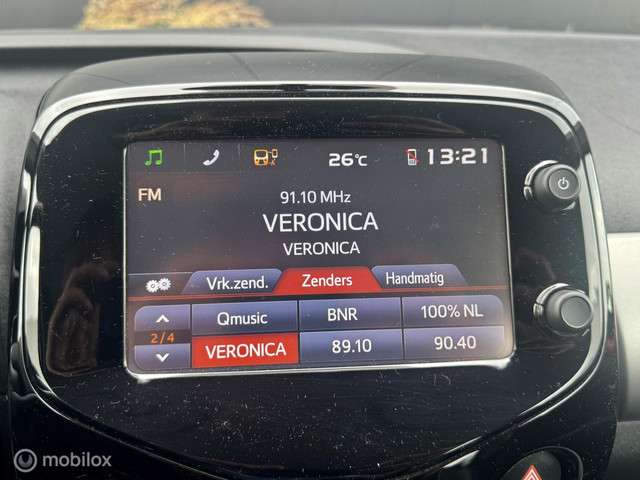 26°C 13:21
FM
91.10 MHz
VERONICA
VERONICA
Vrk.zend. Zenders Handmatig
Qmusic BNR 100% NL
2/4
VERONICA 89.10 90.40
mobilox